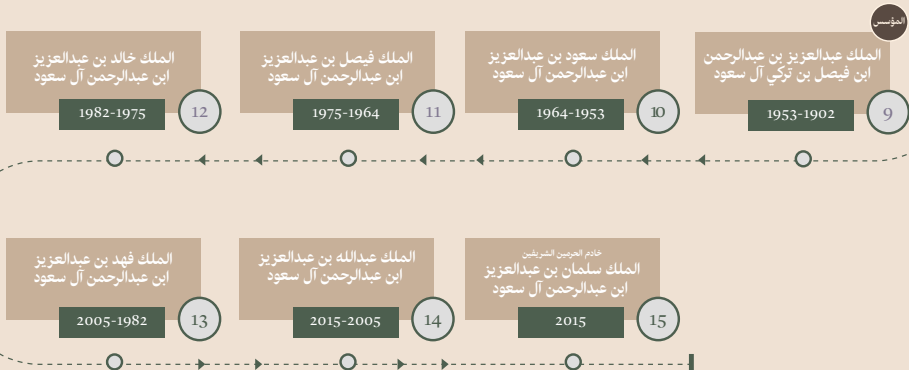 المؤسس
الملك عبدالعزيز بن عبدالرحمن
ابن فيصل بن تركي آل سعود
1953-1902
9
الملك سعود بن عبدالعزيز
ابن عبدالرحمن آل سعود
1964-1953
10
الملك فيصل بن عبدالعزيز
ابن عبدالرحمن آل سعود
1975-1964
11
الملك خالد بن عبدالعزيز
ابن عبدالرحمن آل سعود
1982-1975
12
الملك فهد بن عبدالعزيز
ابن عبدالرحمن آل سعود
2005-1982
13
الملك عبدالله بن عبدالعزيز
ابن عبدالرحمن آل سعود
2015-2005
14
خادم الحرمين الشريفين
الملك سلمان بن عبدالعزيز
ابن عبدالرحمن آل سعود
2015
15